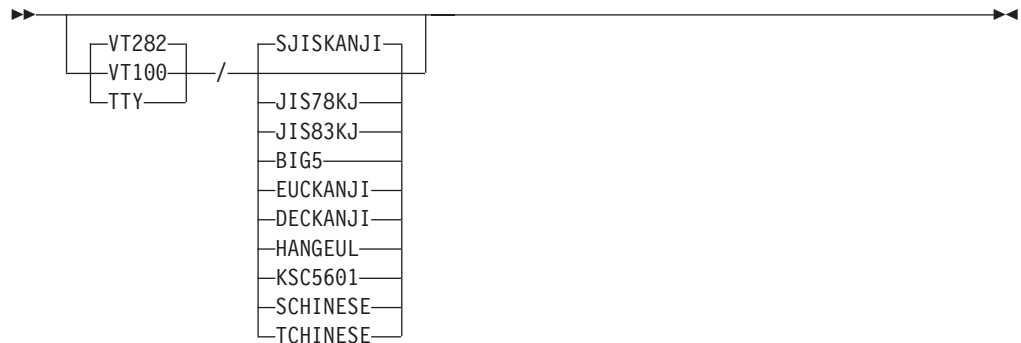 VT282
VT100
TTY
/
SJISKANJI
JIS78KJ
JIS83KJ
BIG5
EUCKANJI
DECKANJI
HANGEUL
KSC5601
SCHINESE
TCHINESE